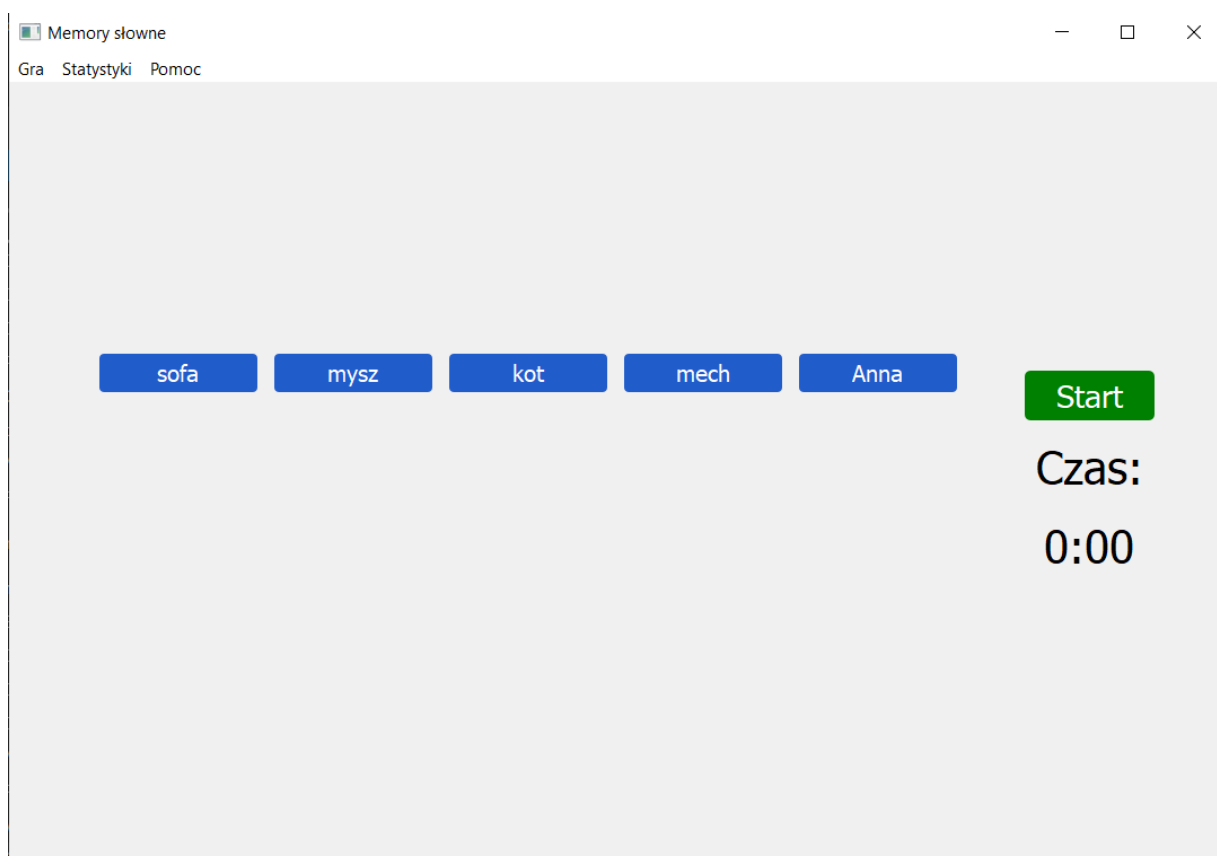 Memory słowne
Gra Statystyki Pomoc
sofa mysz kot mech Anna
Start
Czas:
0:00